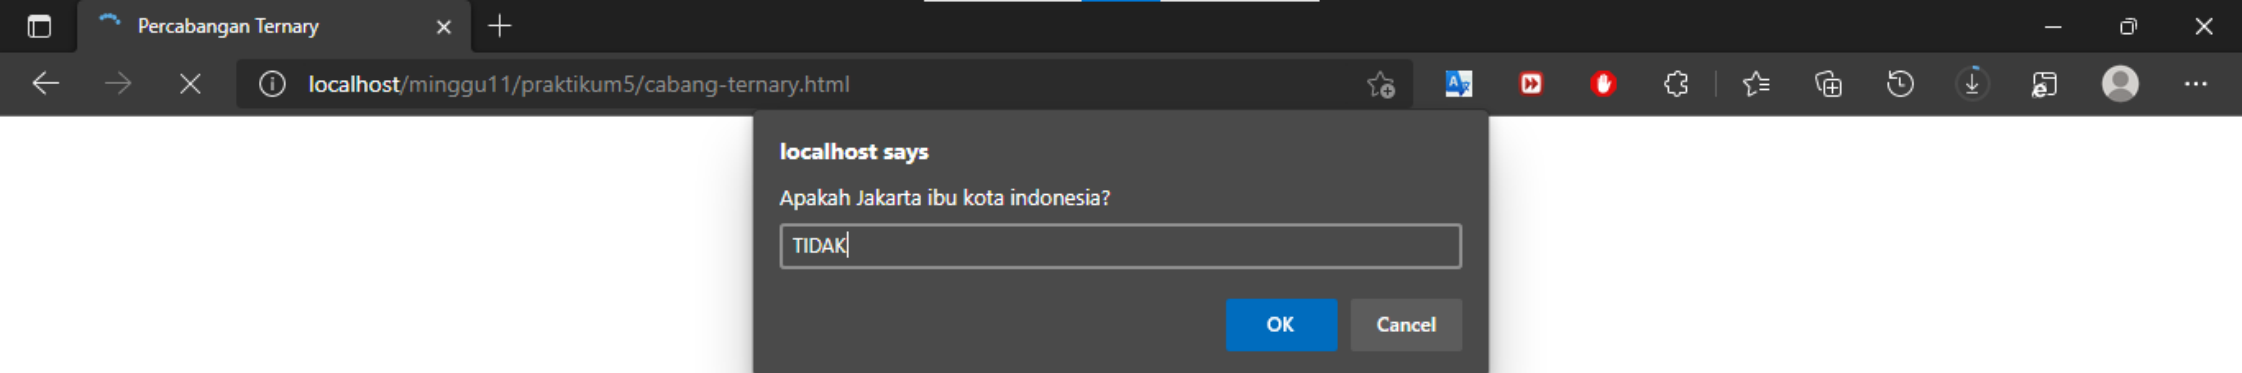 Percabangan Ternary
localhost/minggu11/praktikum5/cabang-ternary.html
localhost says
Apakah Jakarta ibu kota indonesia?
TIDAK
OK Cancel